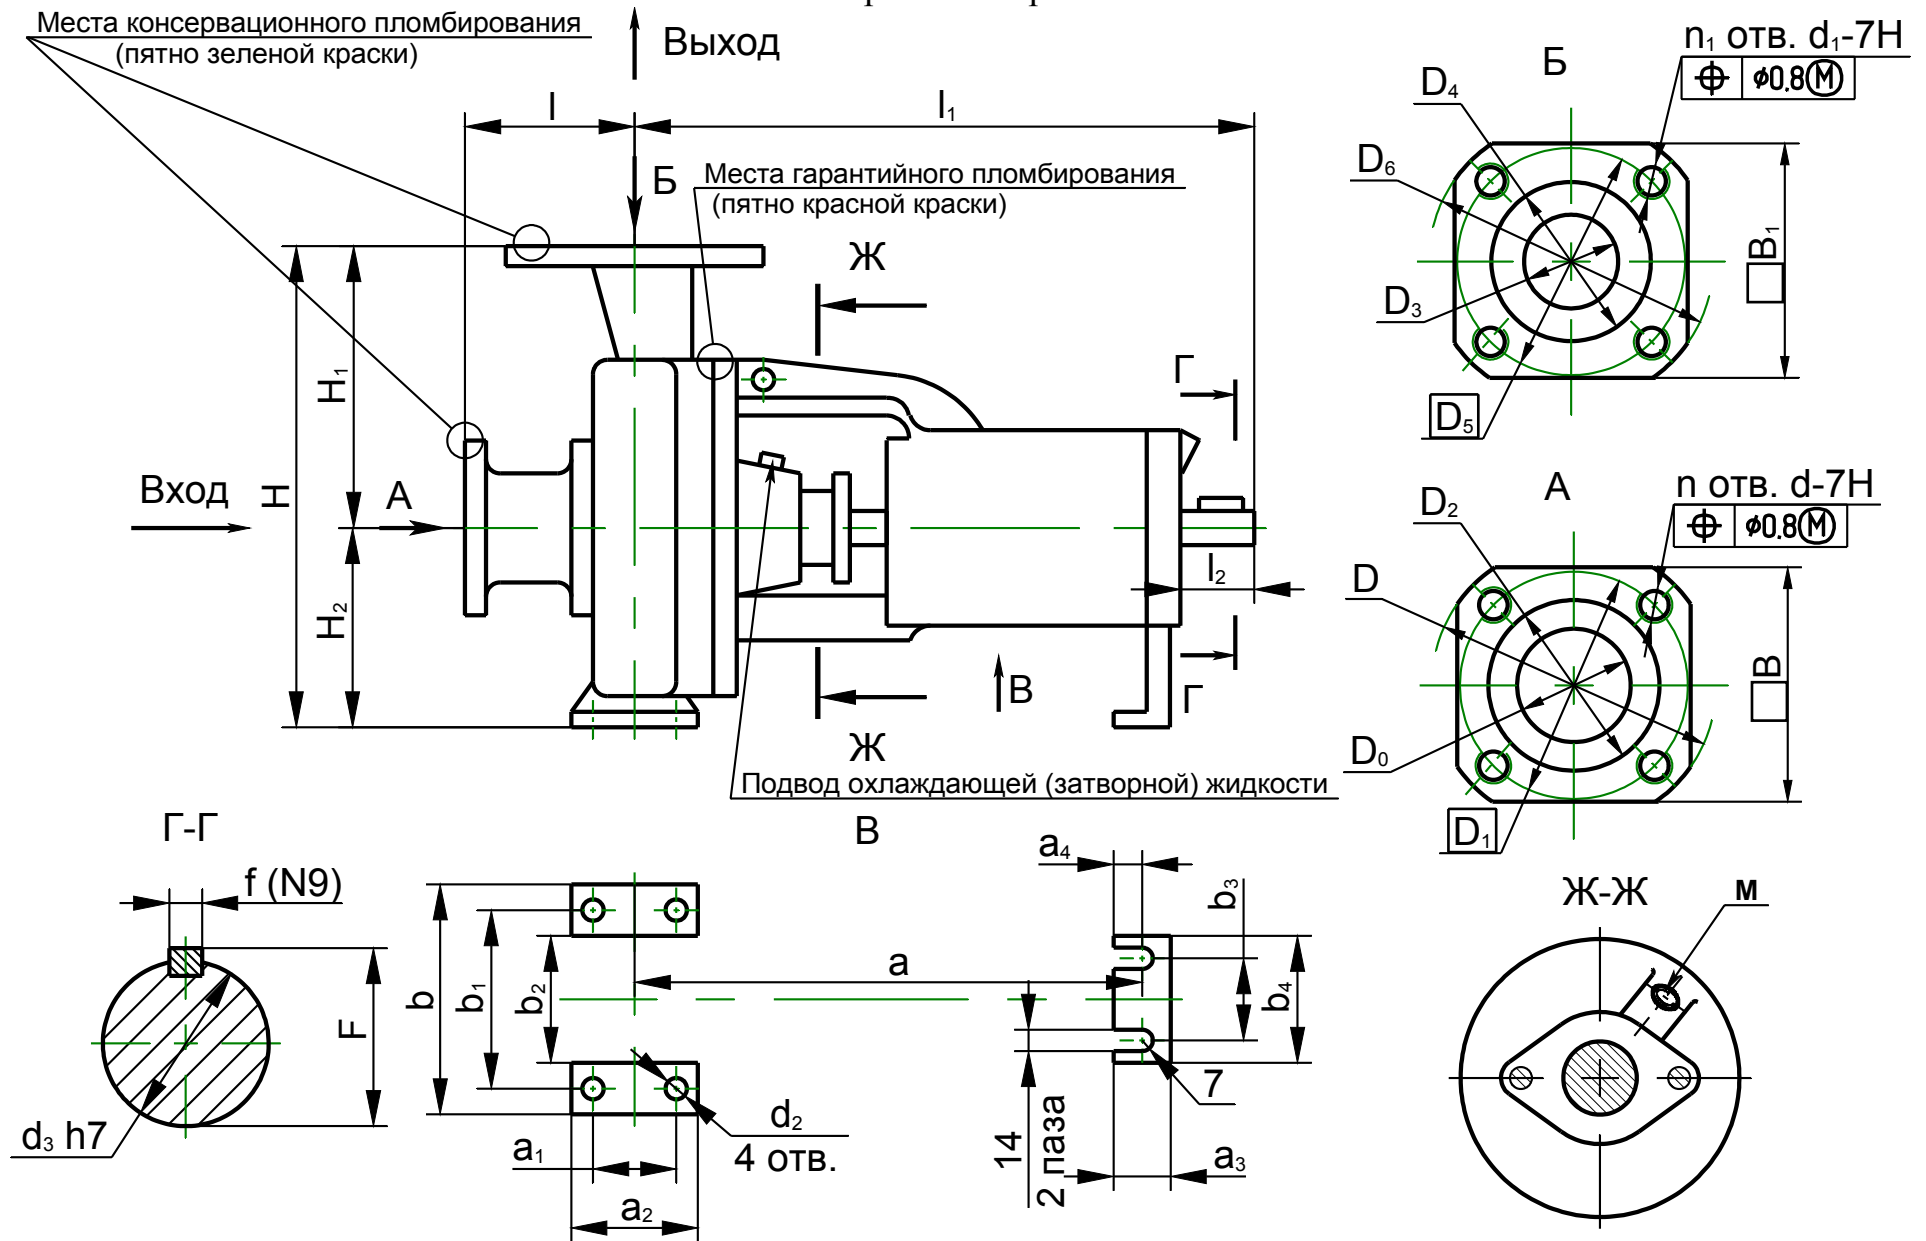 Места консервационного пломбирования
(пятно зеленой краски)
Выход
l
l₁
Б
Места гарантийного пломбирования
(пятно красной краски)
Ж
Г
H
H₁
H₂
Вход
А
l₂
В
Г
Ж
Подвод охлаждающей (затворной) жидкости
Б
n₁ отв. d₁-7H
⌖ ⌀0.8Ⓜ
D₄
D₆
D₃
D₅
□B₁
А
n отв. d-7H
⌖ ⌀0.8Ⓜ
D₂
D
D₀
D₁
□B
Г-Г
f (N9)
F
d₃ h7
В
b
b₁
b₂
a
a₄
b₃
b₄
a₁
a₂
d₂
4 отв.
7
14
2 паза
a₃
Ж-Ж
М